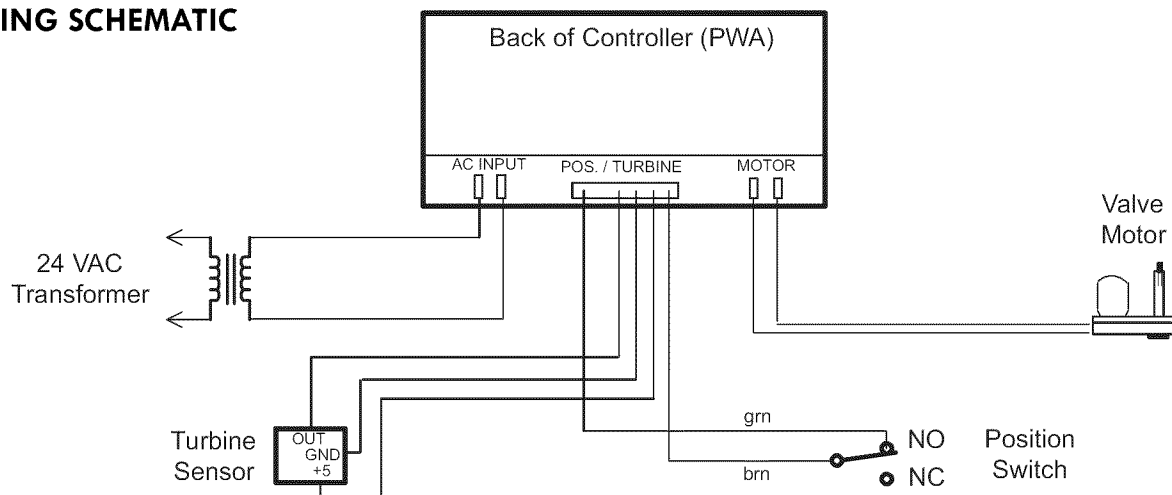 ING SCHEMATIC
Back of Controller (PWA)
AC INPUT
POS. / TURBINE
MOTOR
Valve
Motor
24 VAC
Transformer
Turbine
Sensor
OUT
GND
+5
grn
brn
NO
NC
Position
Switch